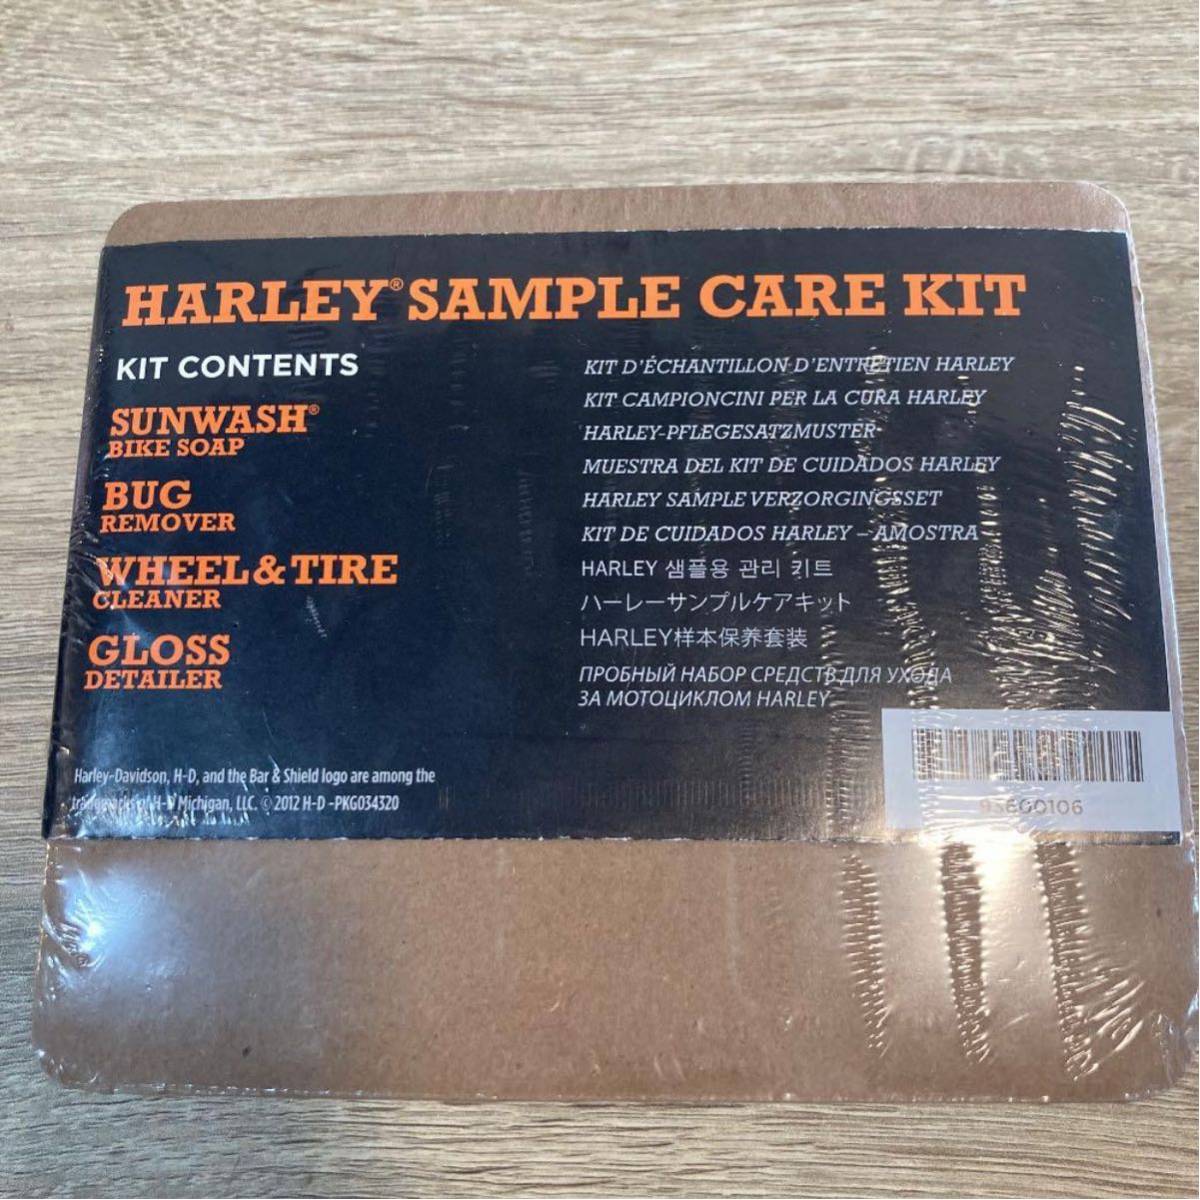 HARLEY® SAMPLE CARE KIT
KIT CONTENTS
SUNWASH®
BIKE SOAP
BUG
REMOVER
WHEEL & TIRE
CLEANER
GLOSS
DETAILER
KIT D'ÉCHANTILLON D'ENTRETIEN HARLEY
KIT CAMPIONCINI PER LA CURA HARLEY
HARLEY-PFLEGESATZMUSTER
MUESTRA DEL KIT DE CUIDADOS HARLEY
HARLEY SAMPLE VERZORGINGSSET
KIT DE CUIDADOS HARLEY – AMOSTRA
HARLEY 샘플용 관리 키트
ハーレーサンプルケアキット
HARLEY样本保养套装
ПРОБНЫЙ НАБОР СРЕДСТВ ДЛЯ УХОДА
ЗА МОТОЦИКЛОМ HARLEY
Harley-Davidson, H-D, and the Bar & Shield logo are among the
trademarks of H-D Michigan, LLC. © 2012 H-D -PKG034320
93600106